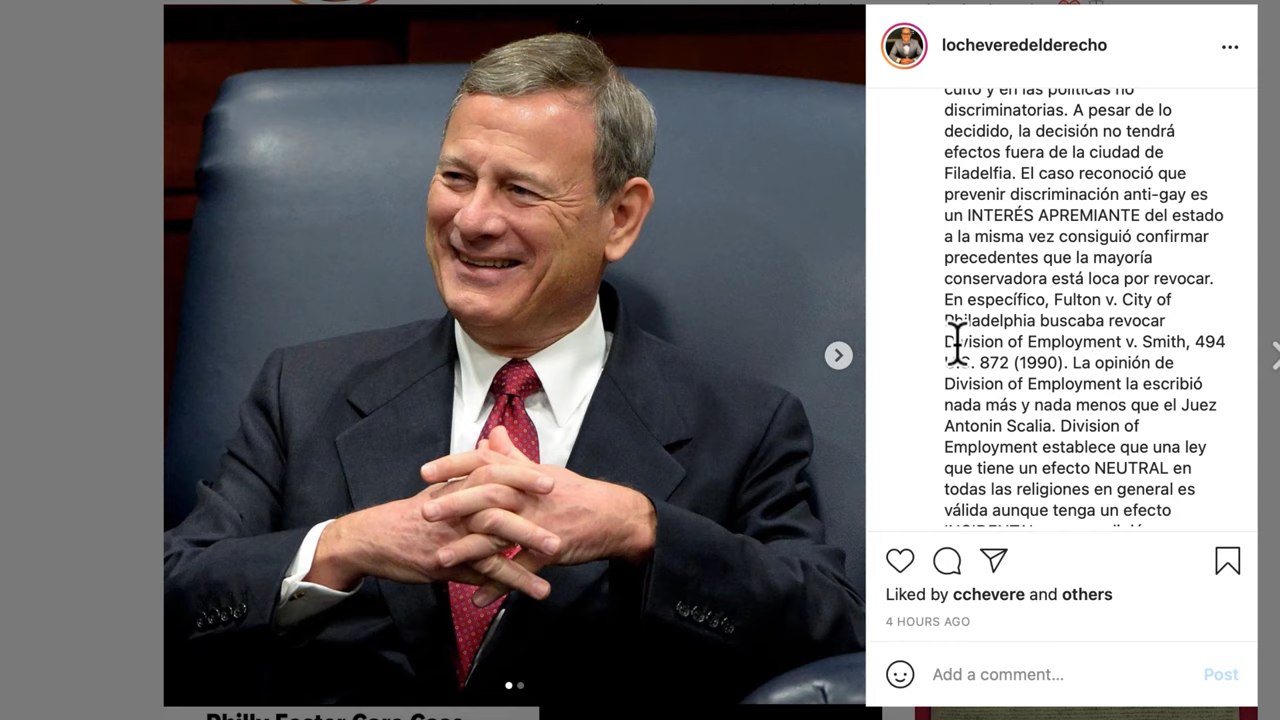 locheveredelderecho
culto y en las políticas no
discriminatorias. A pesar de lo
decidido, la decisión no tendrá
efectos fuera de la ciudad de
Filadelfia. El caso reconoció que
prevenir discriminación anti-gay es
un INTERÉS APREMIANTE del estado
a la misma vez consiguió confirmar
precedentes que la mayoría
conservadora está loca por revocar.
En específico, Fulton v. City of
Philadelphia buscaba revocar
Division of Employment v. Smith, 494
U.S. 872 (1990). La opinión de
Division of Employment la escribió
nada más y nada menos que el Juez
Antonin Scalia. Division of
Employment establece que una ley
que tiene un efecto NEUTRAL en
todas las religiones en general es
válida aunque tenga un efecto
Liked by cchevere and others
4 HOURS AGO
Add a comment... Post
Philly Foster Care Case